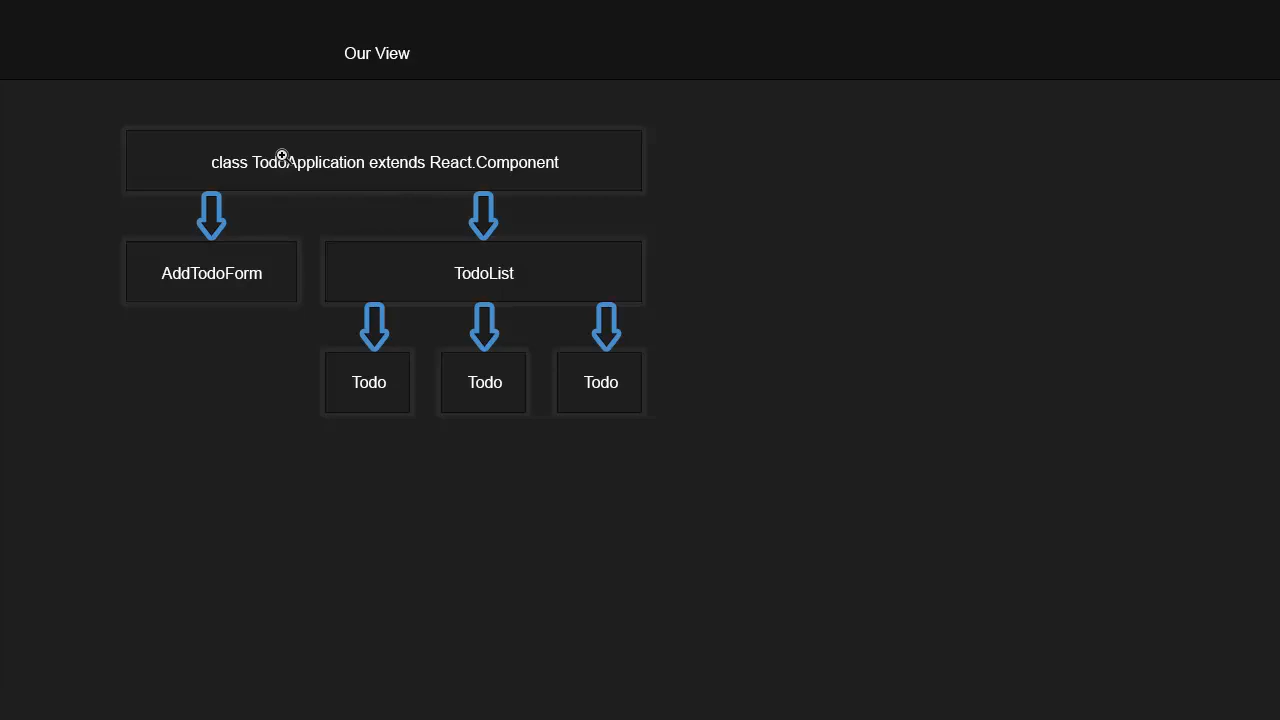 Our View
class TodoApplication extends React.Component
AddTodoForm
TodoList
Todo
Todo
Todo